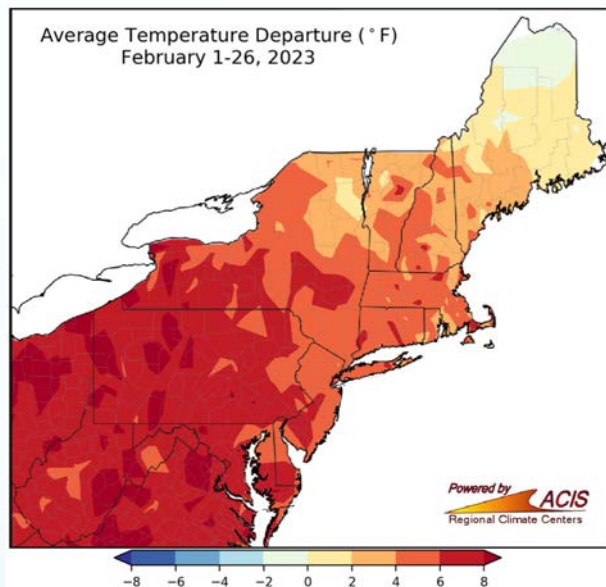 Average Temperature Departure (°F)
February 1-26, 2023
Powered by
ACIS
Regional Climate Centers
−8 −6 −4 −2 0 2 4 6 8